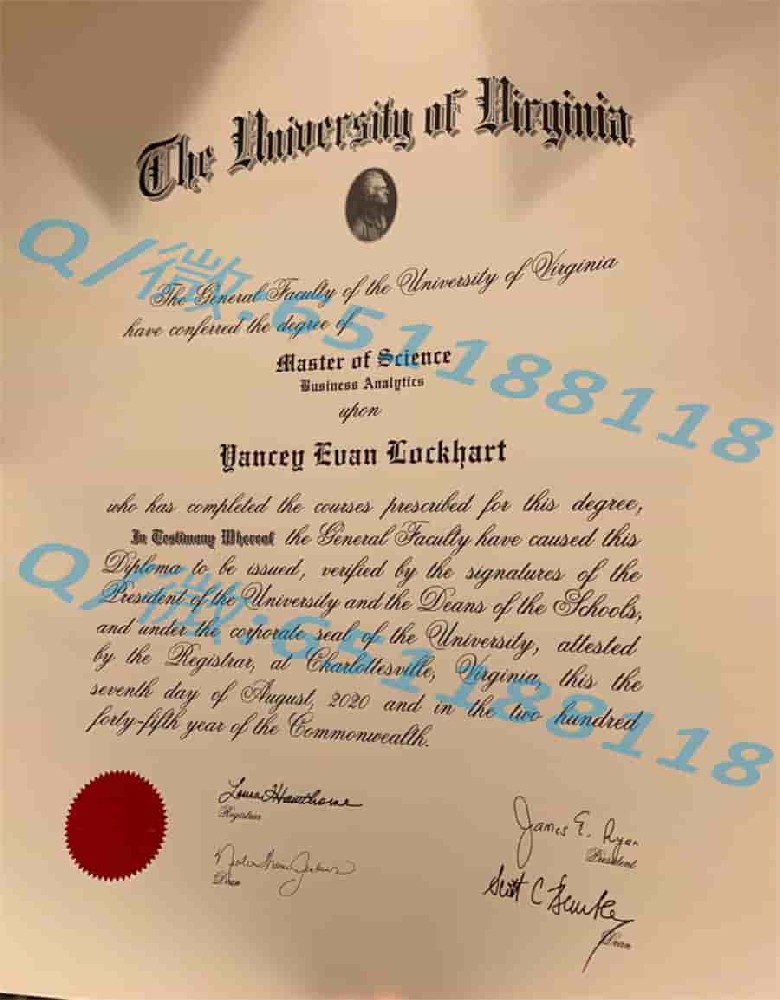 The University of Virginia
The General Faculty of the University of Virginia
have conferred the degree of
Master of Science
Business Analytics
upon
Yancey Evan Lockhart
who has completed the courses prescribed for this degree,
In Testimony Whereof the General Faculty have caused this
Diploma to be issued, verified by the signatures of the
President of the University and the Deans of the Schools,
and under the corporate seal of the University, attested
by the Registrar, at Charlottesville, Virginia, this the
seventh day of August, 2020 and in the two hundred
forty-fifth year of the Commonwealth.
Registrar
James E. Ryan
President
Dean
Scott C
Dean
Q/微:651188118
Q/微:651188118